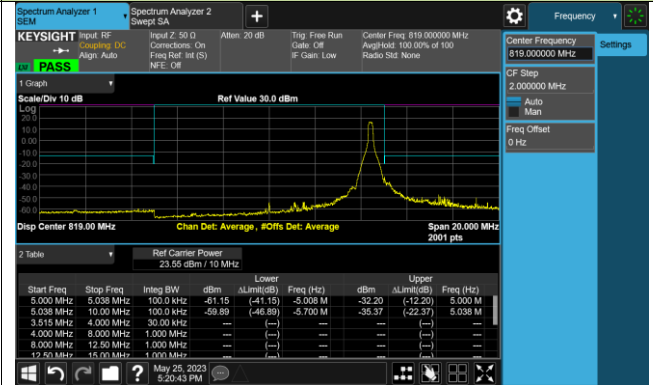 Spectrum Analyzer 1
SEM
Spectrum Analyzer 2
Swept SA
+
Frequency
KEYSIGHT
Input: RF
Coupling: DC
Align: Auto
Input Z: 50 Ω
Corrections: On
Freq Ref: Int (S)
NFE: Off
Atten: 20 dB
Trig: Free Run
Gate: Off
IF Gain: Low
Center Freq: 819.000000 MHz
Avg|Hold: 100.00% of 100
Radio Std: None
PASS
Center Frequency
819.000000 MHz
Settings
CF Step
2.000000 MHz
Auto
Man
Freq Offset
0 Hz
1 Graph
Scale/Div 10 dB
Ref Value 30.0 dBm
Log
20.0
10.0
0.00
-10.0
-20.0
-30.0
-40.0
-50.0
-60.0
Disp Center 819.00 MHz
Chan Det: Average , #Offs Det: Average
Span 20.000 MHz
2001 pts
2 Table
Ref Carrier Power
23.55 dBm / 10 MHz
Lower Upper
Start Freq Stop Freq Integ BW dBm ΔLimit(dB) Freq (Hz) dBm ΔLimit(dB) Freq (Hz)
5.000 MHz 5.038 MHz 100.0 kHz -61.15 (-41.15) -5.008 M -32.20 (-12.20) 5.000 M
5.038 MHz 10.00 MHz 100.0 kHz -59.89 (-46.89) -5.700 M -35.37 (-22.37) 5.038 M
3.515 MHz 4.000 MHz 30.00 kHz --- (---) --- --- (---) ---
4.000 MHz 8.000 MHz 1.000 MHz --- (---) --- --- (---) ---
8.000 MHz 12.50 MHz 1.000 MHz --- (---) --- --- (---) ---
12.50 MHz 15.00 MHz 1.000 MHz --- (---) --- --- (---) ---
?
May 25, 2023
5:20:43 PM